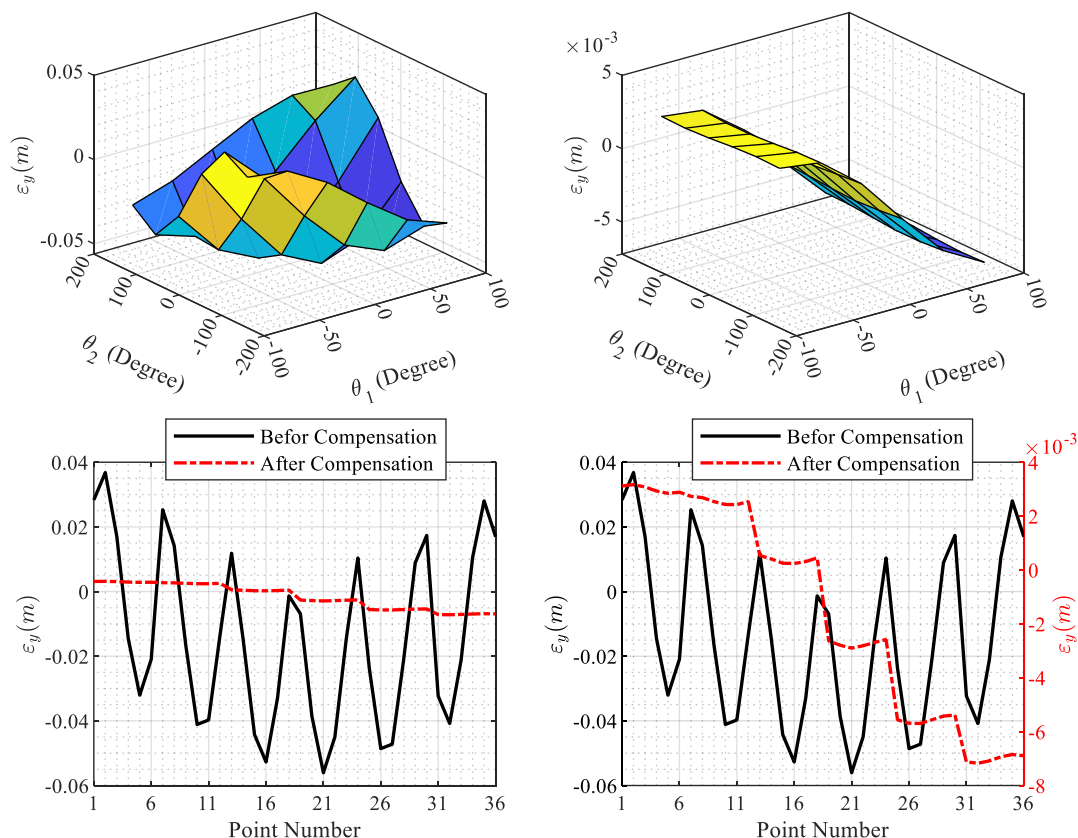 0.05
0
-0.05
ε_y(m)
200
100
0
-100
-200
θ_2 (Degree)
-100
-50
0
50
100
θ_1 (Degree)
×10^-3
5
0
-5
ε_y(m)
200
100
0
-100
-200
θ_2 (Degree)
-100
-50
0
50
100
θ_1 (Degree)
Befor Compensation
After Compensation
0.04
0.02
0
-0.02
-0.04
-0.06
ε_y(m)
1 6 11 16 21 26 31 36
Point Number
Befor Compensation
After Compensation
0.04
0.02
0
-0.02
-0.04
-0.06
ε_y(m)
×10^-3
4
2
0
-2
-4
-6
-8
ε_y(m)
1 6 11 16 21 26 31 36
Point Number